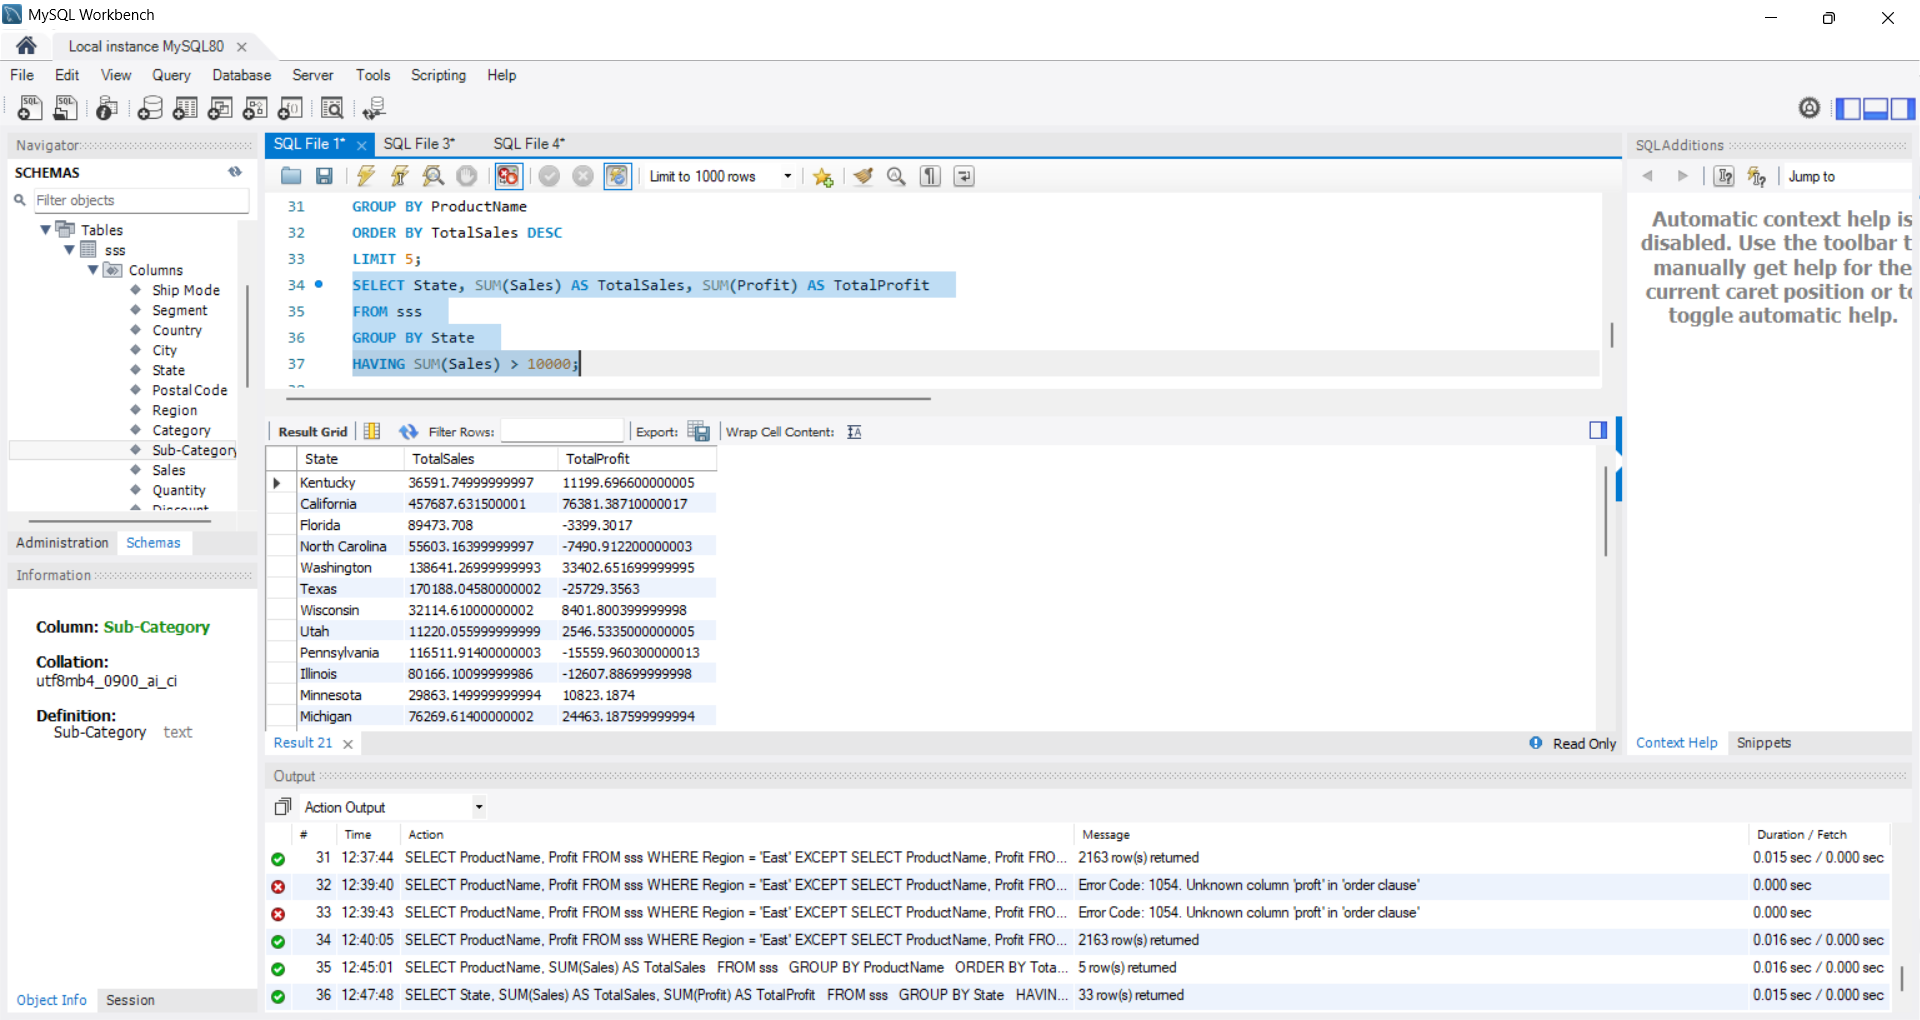 MySQL Workbench
Local instance MySQL80
File Edit View Query Database Server Tools Scripting Help
Navigator
SCHEMAS
Filter objects
Tables
sss
Columns
Ship Mode
Segment
Country
City
State
PostalCode
Region
Category
Sub-Category
Sales
Quantity
Discount
Administration Schemas
Information
Column: Sub-Category
Collation:
utf8mb4_0900_ai_ci
Definition:
Sub-Category text
Object Info Session
SQL File 1* SQL File 3* SQL File 4*
Limit to 1000 rows
31 GROUP BY ProductName
32 ORDER BY TotalSales DESC
33 LIMIT 5;
34 SELECT State, SUM(Sales) AS TotalSales, SUM(Profit) AS TotalProfit
35 FROM sss
36 GROUP BY State
37 HAVING SUM(Sales) > 10000;
38
Result Grid Filter Rows: Export: Wrap Cell Content:
State TotalSales TotalProfit
Kentucky 36591.74999999997 11199.696600000005
California 457687.631500001 76381.38710000017
Florida 89473.708 -3399.3017
North Carolina 55603.16399999997 -7490.912200000003
Washington 138641.26999999993 33402.651699999995
Texas 170188.04580000002 -25729.3563
Wisconsin 32114.61000000002 8401.800399999998
Utah 11220.055999999999 2546.5335000000005
Pennsylvania 116511.91400000003 -15559.960300000013
Illinois 80166.10099999986 -12607.88699999998
Minnesota 29863.149999999994 10823.1874
Michigan 76269.61400000002 24463.187599999994
Result 21
Read Only
SQLAdditions
Jump to
Automatic context help is
disabled. Use the toolbar t
manually get help for the
current caret position or to
toggle automatic help.
Context Help Snippets
Output
Action Output
# Time Action Message Duration / Fetch
31 12:37:44 SELECT ProductName, Profit FROM sss WHERE Region = 'East' EXCEPT SELECT ProductName, Profit FRO... 2163 row(s) returned 0.015 sec / 0.000 sec
32 12:39:40 SELECT ProductName, Profit FROM sss WHERE Region = 'East' EXCEPT SELECT ProductName, Profit FRO... Error Code: 1054. Unknown column 'proft' in 'order clause' 0.000 sec
33 12:39:43 SELECT ProductName, Profit FROM sss WHERE Region = 'East' EXCEPT SELECT ProductName, Profit FRO... Error Code: 1054. Unknown column 'proft' in 'order clause' 0.000 sec
34 12:40:05 SELECT ProductName, Profit FROM sss WHERE Region = 'East' EXCEPT SELECT ProductName, Profit FRO... 2163 row(s) returned 0.016 sec / 0.000 sec
35 12:45:01 SELECT ProductName, SUM(Sales) AS TotalSales FROM sss GROUP BY ProductName ORDER BY Tota... 5 row(s) returned 0.016 sec / 0.000 sec
36 12:47:48 SELECT State, SUM(Sales) AS TotalSales, SUM(Profit) AS TotalProfit FROM sss GROUP BY State HAVIN... 33 row(s) returned 0.015 sec / 0.000 sec